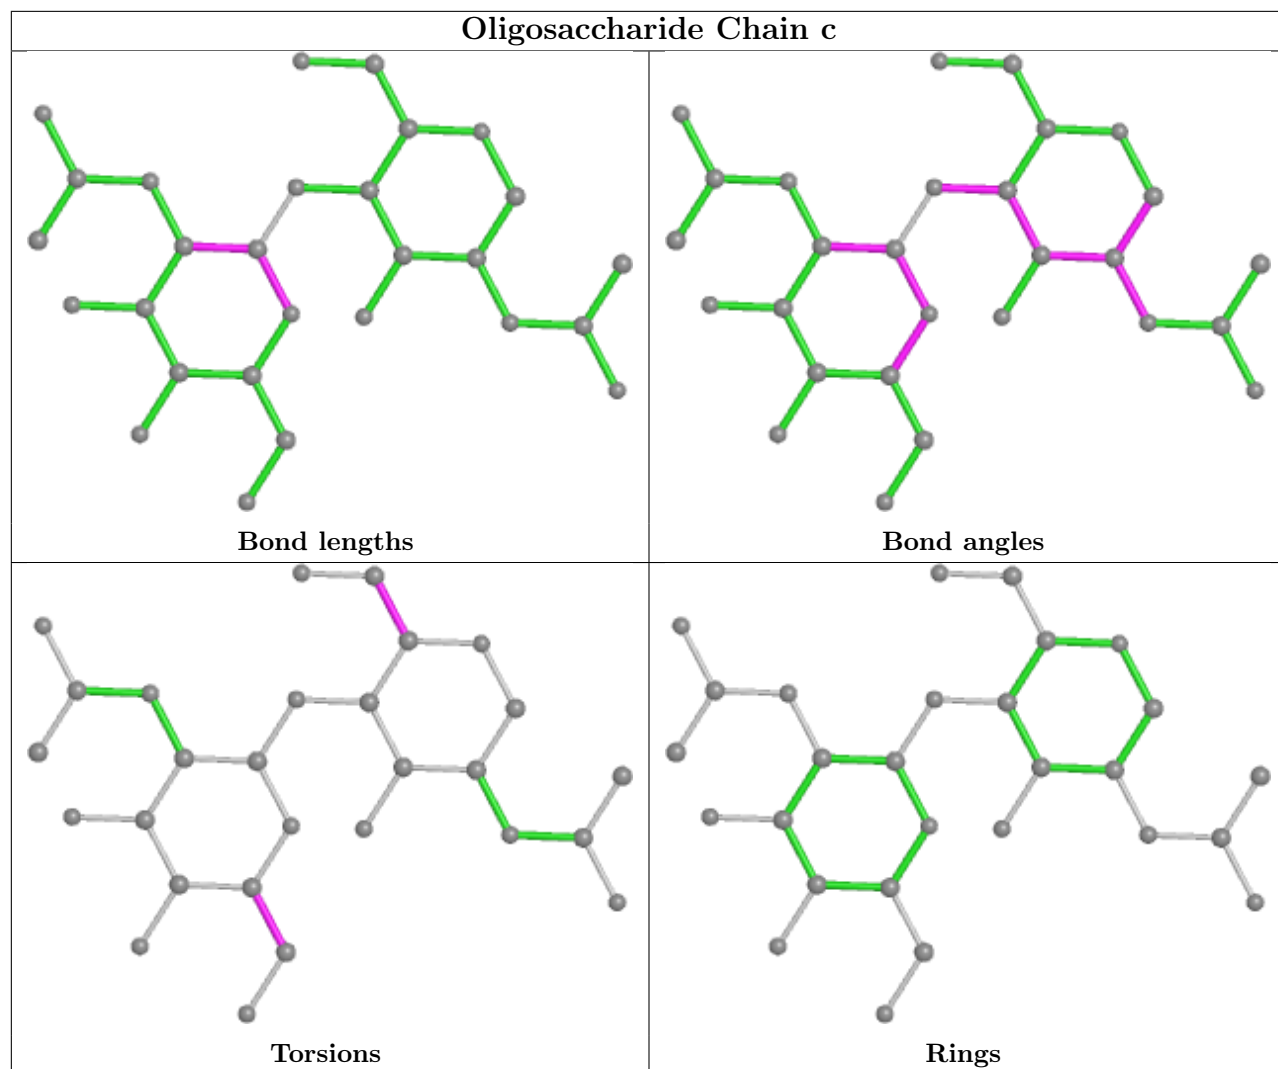 Oligosaccharide Chain c
Bond lengths
Bond angles
Torsions
Rings